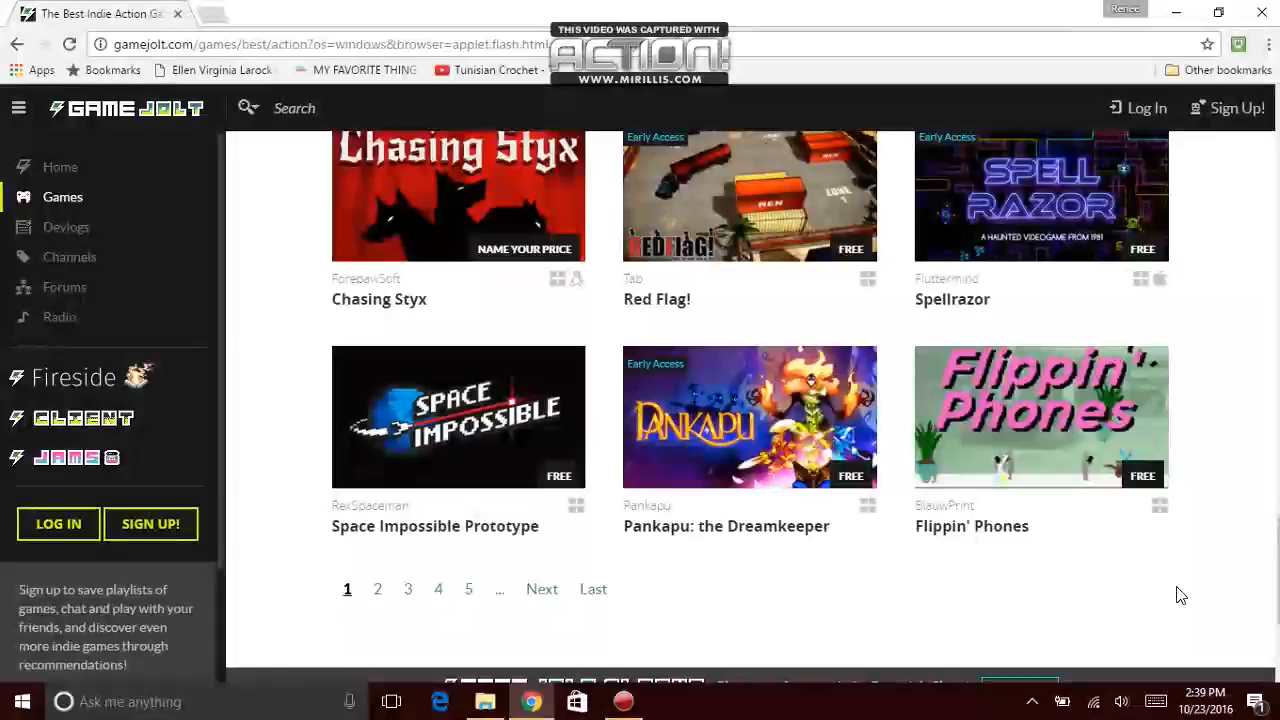 The Best Indie Action Ga
Renee
THIS VIDEO WAS CAPTURED WITH
ACTION!
WWW.MIRILLIS.COM
gamejolt.com/games/best/action?os=windows&browser=applet.flash.html
Apps
Bookmarks
Ellen Virginia Larock
MY FAVORITE THING
Tunisian Crochet -
Other bookmarks
GAME JOLT
Search
Log In
Sign Up!
Home
Games
Devlogs
Channels
Forums
Radio
Fireside
CLIENT
JAMS
LOG IN
SIGN UP!
Sign up to save playlists of
games, chat and play with your
friends, and discover even
more indie games through
recommendations!
Chasing Styx
NAME YOUR PRICE
ForepawSoft
Chasing Styx
Early Access
REN
ZONE
REDFLAG!
FREE
Tab
Red Flag!
Early Access
SPELL
RAZOR
A HAUNTED VIDEOGAME FROM 1981
FREE
Fluttermind
Spellrazor
SPACE
IMPOSSIBLE
FREE
RexSpaceman
Space Impossible Prototype
Early Access
PANKAPU
FREE
Pankapu
Pankapu: the Dreamkeeper
Flippin'
Phones
FREE
BlauwPrint
Flippin' Phones
1 2 3 4 5 ... Next Last
Ask me anything
2:39 PM
10/23/2016